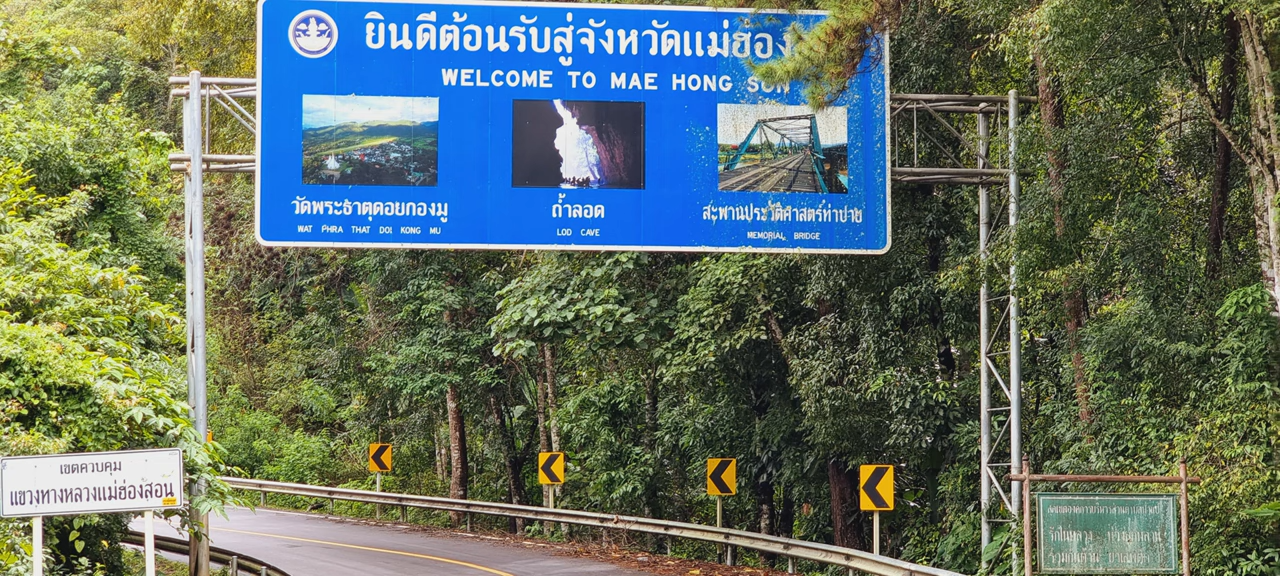 ยินดีต้อนรับสู่จังหวัดแม่ฮ่อง
WELCOME TO MAE HONG SON
วัดพระธาตุดอยกองมู
WAT PHRA THAT DOI KONG MU
ถ้ำลอด
LOD CAVE
สะพานประวัติศาสตร์ท่าปาย
MEMORIAL BRIDGE
เขตควบคุม
แขวงทางหลวงแม่ฮ่องสอน